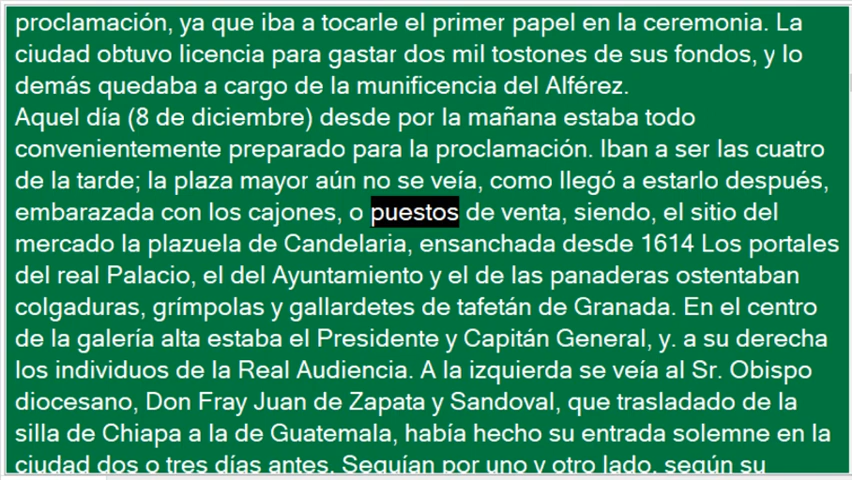 proclamación, ya que iba a tocarle el primer papel en la ceremonia. La
ciudad obtuvo licencia para gastar dos mil tostones de sus fondos, y lo
demás quedaba a cargo de la munificencia del Alférez.
Aquel día (8 de diciembre) desde por la mañana estaba todo
convenientemente preparado para la proclamación. Iban a ser las cuatro
de la tarde; la plaza mayor aún no se veía, como llegó a estarlo después,
embarazada con los cajones, o puestos de venta, siendo, el sitio del
mercado la plazuela de Candelaria, ensanchada desde 1614 Los portales
del real Palacio, el del Ayuntamiento y el de las panaderas ostentaban
colgaduras, grímpolas y gallardetes de tafetán de Granada. En el centro
de la galería alta estaba el Presidente y Capitán General, y. a su derecha
los individuos de la Real Audiencia. A la izquierda se veía al Sr. Obispo
diocesano, Don Fray Juan de Zapata y Sandoval, que trasladado de la
silla de Chiapa a la de Guatemala, había hecho su entrada solemne en la
ciudad dos o tres días antes. Seguían por uno y otro lado, según su